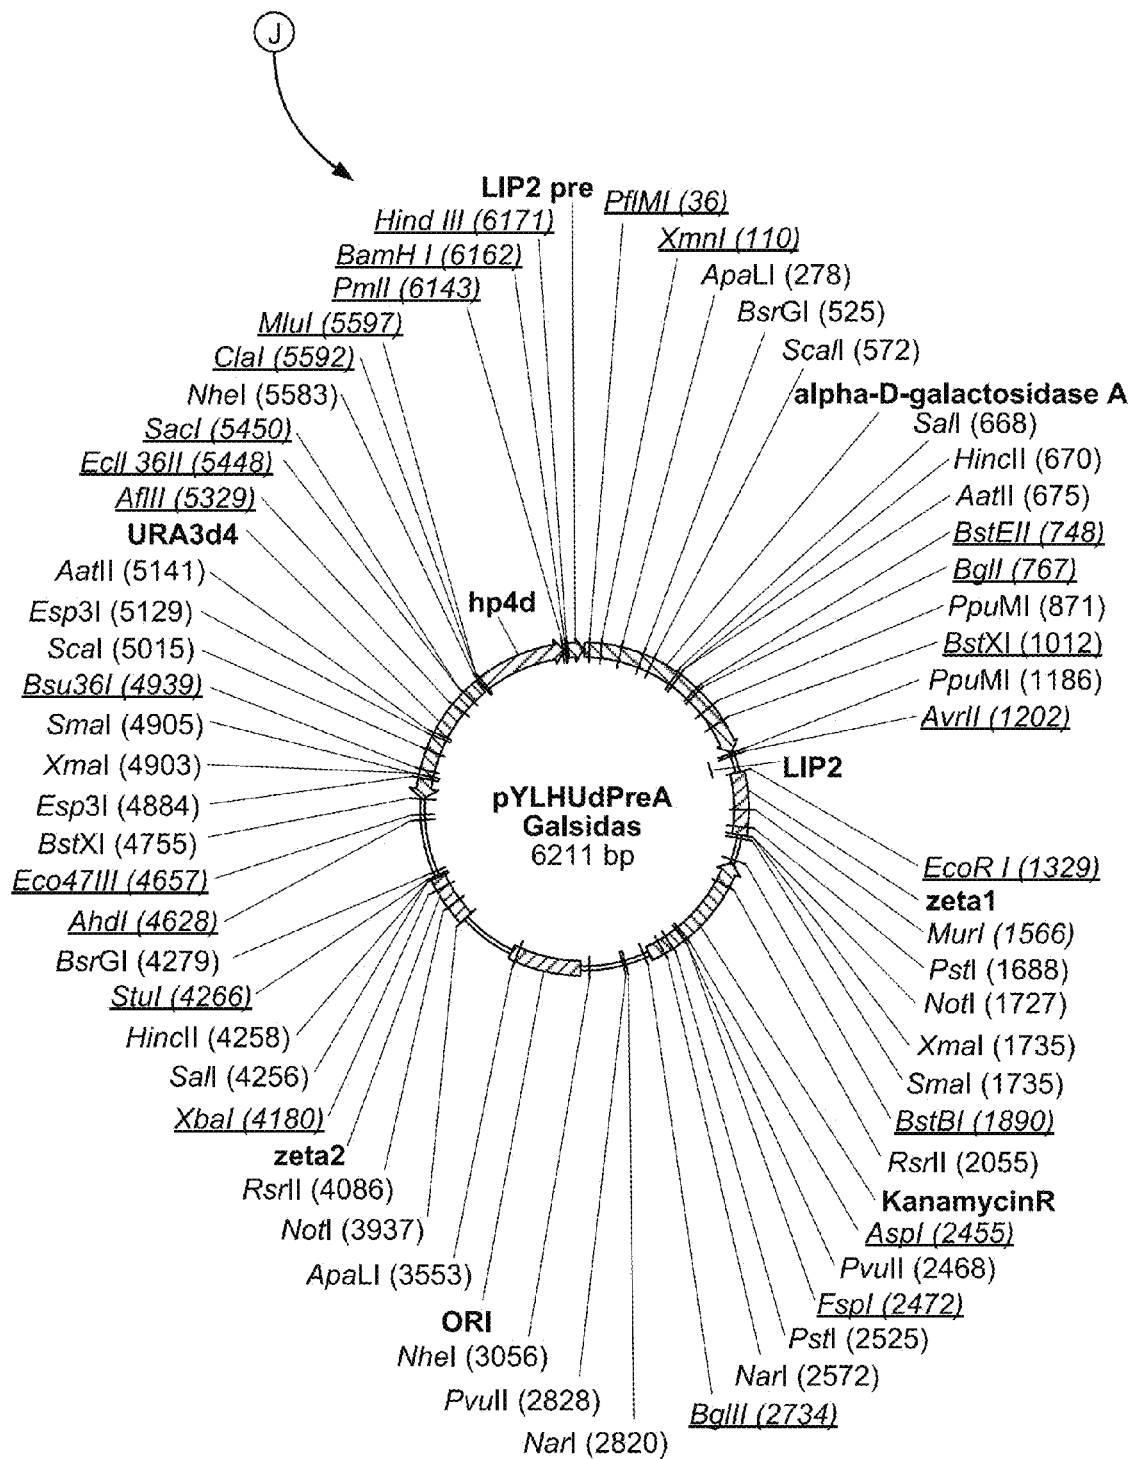 J
LIP2 pre
PflMI (36)
Hind III (6171)
XmnI (110)
BamH I (6162)
ApaLI (278)
PmlI (6143)
BsrGI (525)
MluI (5597)
ScaI (572)
ClaI (5592)
alpha-D-galactosidase A
NheI (5583)
SalI (668)
SacI (5450)
HincII (670)
Ecll 36II (5448)
AatII (675)
AflII (5329)
BstEII (748)
URA3d4
BglI (767)
AatII (5141)
PpuMI (871)
hp4d
Esp3I (5129)
BstXI (1012)
ScaI (5015)
PpuMI (1186)
Bsu36I (4939)
AvrII (1202)
SmaI (4905)
LIP2
XmaI (4903)
pYLHUdPreA
Galsidas
6211 bp
Esp3I (4884)
BstXI (4755)
EcoR I (1329)
Eco47III (4657)
zeta1
AhdI (4628)
MurI (1566)
BsrGI (4279)
PstI (1688)
StuI (4266)
NotI (1727)
HincII (4258)
XmaI (1735)
SalI (4256)
SmaI (1735)
XbaI (4180)
BstBI (1890)
zeta2
RsrII (2055)
RsrII (4086)
KanamycinR
NotI (3937)
AspI (2455)
ApaLI (3553)
PvuII (2468)
ORI
FspI (2472)
NheI (3056)
PstI (2525)
PvuII (2828)
NarI (2572)
NarI (2820)
BglII (2734)